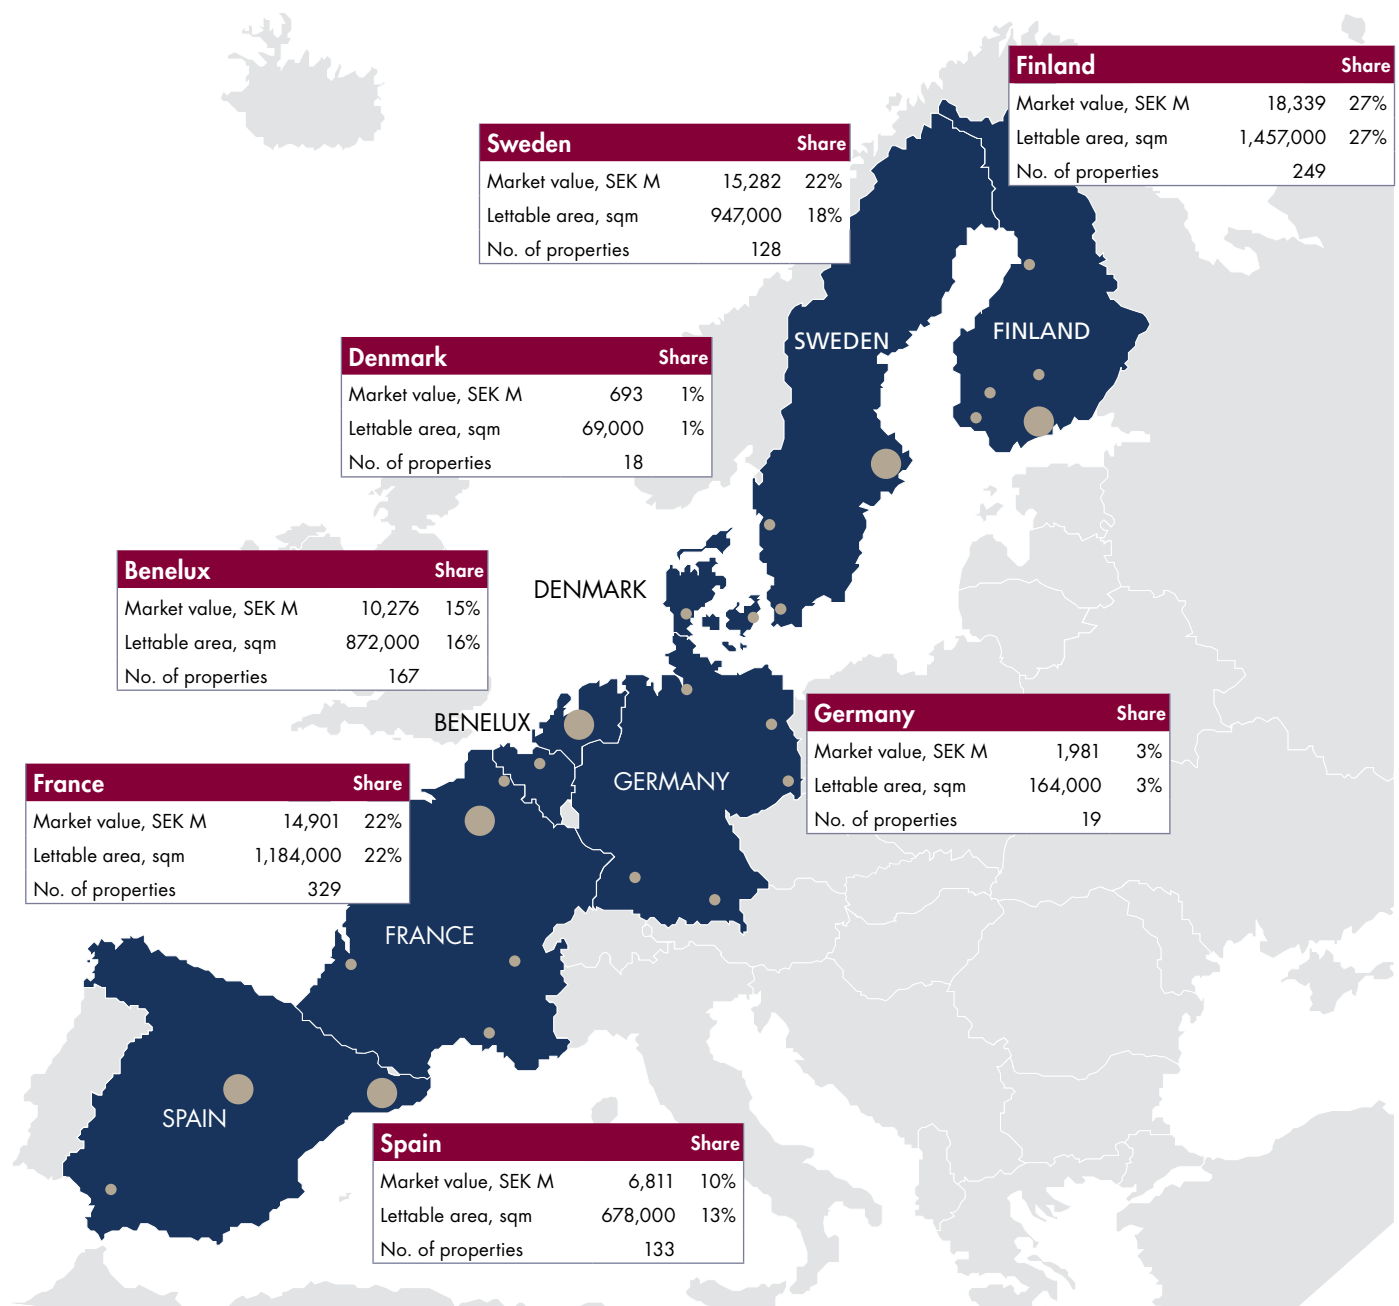 Finland Share
Market value, SEK M 18,339 27%
Lettable area, sqm 1,457,000 27%
No. of properties 249
Sweden Share
Market value, SEK M 15,282 22%
Lettable area, sqm 947,000 18%
No. of properties 128
SWEDEN
FINLAND
Denmark Share
Market value, SEK M 693 1%
Lettable area, sqm 69,000 1%
No. of properties 18
DENMARK
Benelux Share
Market value, SEK M 10,276 15%
Lettable area, sqm 872,000 16%
No. of properties 167
BENELUX
Germany Share
Market value, SEK M 1,981 3%
Lettable area, sqm 164,000 3%
No. of properties 19
GERMANY
France Share
Market value, SEK M 14,901 22%
Lettable area, sqm 1,184,000 22%
No. of properties 329
FRANCE
SPAIN
Spain Share
Market value, SEK M 6,811 10%
Lettable area, sqm 678,000 13%
No. of properties 133